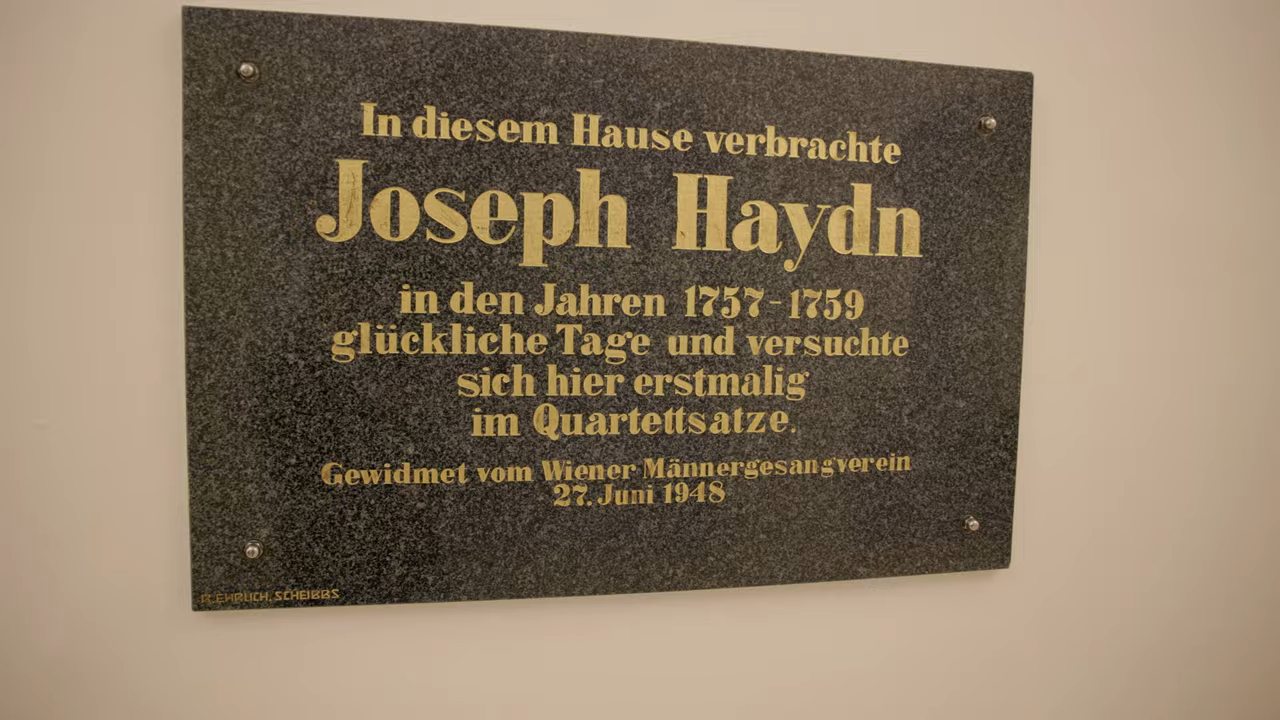 In diesem Hause verbrachte
Joseph Haydn
in den Jahren 1757-1759
glückliche Tage und versuchte
sich hier erstmalig
im Quartettsatze.
Gewidmet vom Wiener Männergesangverein
27. Juni 1948
SCHEIBBS